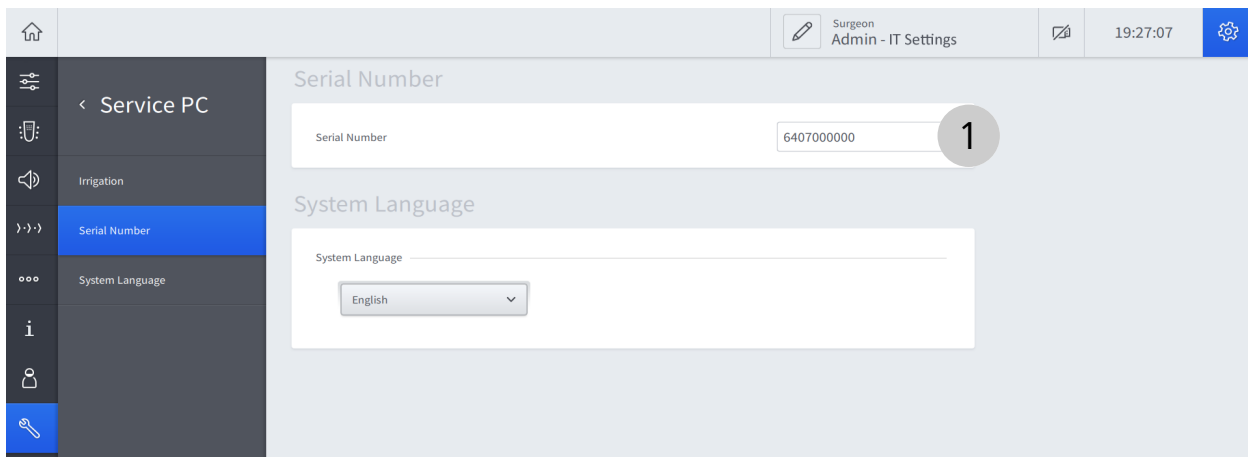 Surgeon
Admin - IT Settings
19:27:07
‹ Service PC
Irrigation
Serial Number
System Language
i
Serial Number
Serial Number
6407000000
1
System Language
System Language
English